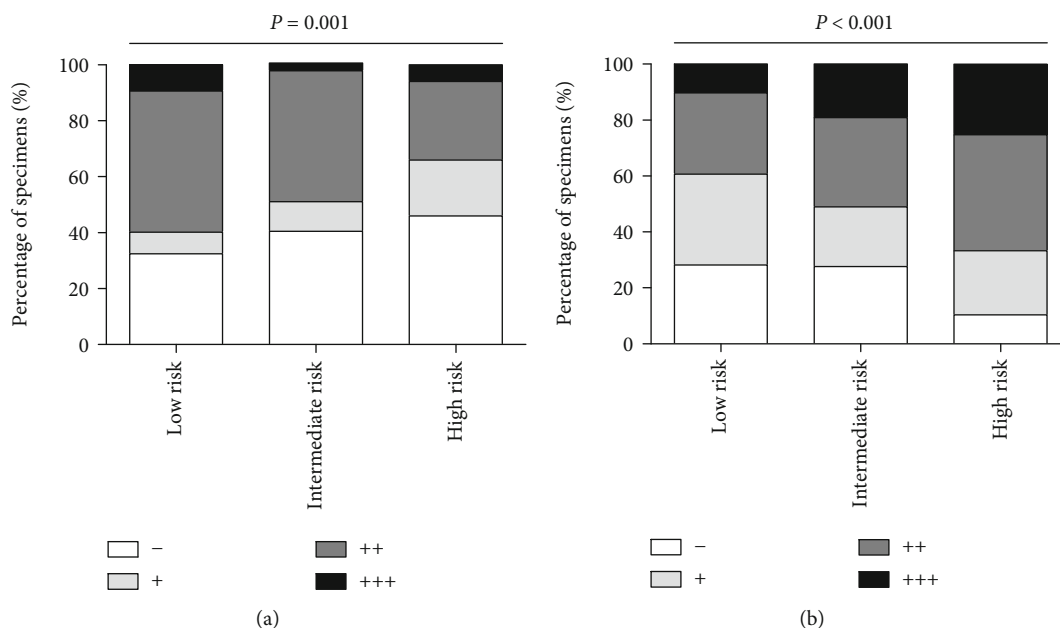 P = 0.001
Percentage of specimens (%)
100
80
60
40
20
0
Low risk
Intermediate risk
High risk
−
+
++
+++
(a)
P < 0.001
Percentage of specimens (%)
100
80
60
40
20
0
Low risk
Intermediate risk
High risk
−
+
++
+++
(b)